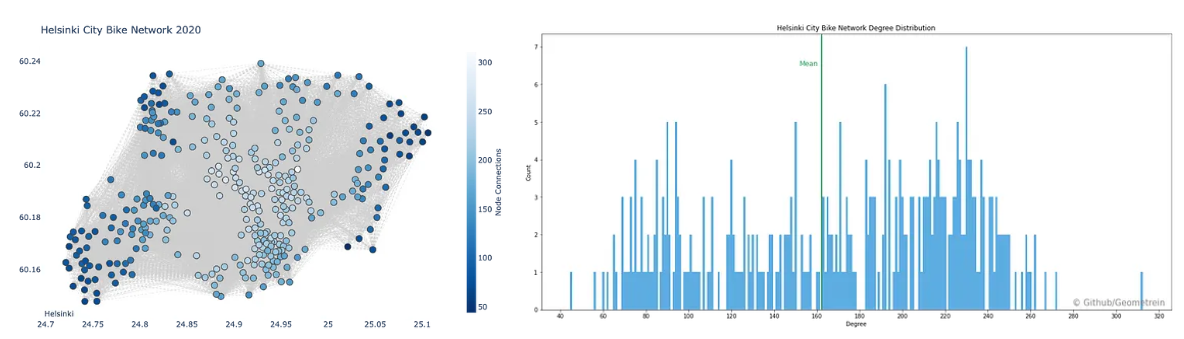 Helsinki City Bike Network 2020
60.24
60.22
60.2
60.18
60.16
Helsinki
24.7 24.75 24.8 24.85 24.9 24.95 25 25.05 25.1
300
250
200
150
100
50
Node Connections
Helsinki City Bike Network Degree Distribution
Mean
7
6
5
4
3
2
1
0
Count
40 60 80 100 120 140 160 180 200 220 240 260 280 300 320
Degree
© Github/Geometrein